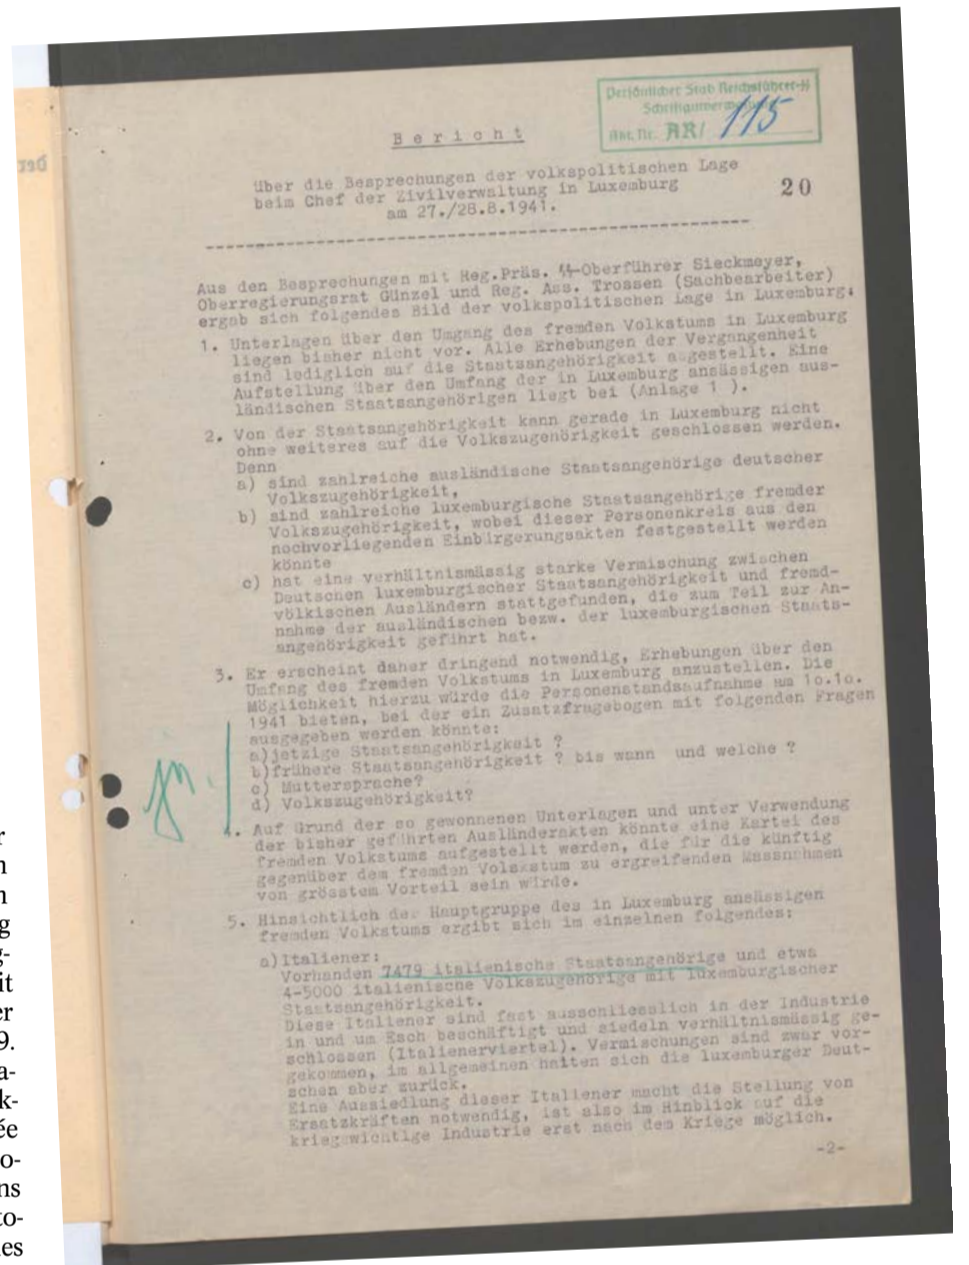 Persönlicher Stab Reichsführer-SS
Schriftgutverwaltung
Akt. Nr. AR/ 115
Bericht
20
über die Besprechungen der volkspolitischen Lage
beim Chef der Zivilverwaltung in Luxemburg
am 27./28.8.1941.
Aus den Besprechungen mit Reg.Präs. SS-Oberführer Sieckmeyer,
Oberregierungsrat Günzel und Reg. Ass. Trossen (Sachbearbeiter)
ergab sich folgendes Bild der volkspolitischen Lage in Luxemburg:
1. Unterlagen über den Umgang des fremden Volkstums in Luxemburg
liegen bisher nicht vor. Alle Erhebungen der Vergangenheit
sind lediglich auf die Staatsangehörigkeit abgestellt. Eine
Aufstellung über den Umfang der in Luxemburg ansässigen aus-
ländischen Staatsangehörigen liegt bei (Anlage 1 ).
2. Von der Staatsangehörigkeit kann gerade in Luxemburg nicht
ohne weiteres auf die Volkszugehörigkeit geschlossen werden.
Denn
a) sind zahlreiche ausländische Staatsangehörige deutscher
Volkszugehörigkeit,
b) sind zahlreiche luxemburgische Staatsangehörige fremder
Volkszugehörigkeit, wobei dieser Personenkreis aus den
nochvorliegenden Einbürgerungsakten festgestellt werden
könnte
c) hat eine verhältnismässig starke Vermischung zwischen
Deutschen luxemburgischer Staatsangehörigkeit und fremd-
völkischen Ausländern stattgefunden, die zum Teil zur An-
nahme der ausländischen bezw. der luxemburgischen Staats-
angehörigkeit geführt hat.
3. Er erscheint daher dringend notwendig, Erhebungen über den
Umfang des fremden Volkstums in Luxemburg anzustellen. Die
Möglichkeit hierzu würde die Personenstandsaufnahme am 10.10.
1941 bieten, bei der ein Zusatzfragebogen mit folgenden Fragen
ausgegeben werden könnte:
a)jetzige Staatsangehörigkeit ?
b)frühere Staatsangehörigkeit ? bis wann und welche ?
c) Muttersprache?
d) Volkszugehörigkeit?
4. Auf Grund der so gewonnenen Unterlagen und unter Verwendung
der bisher geführten Ausländerakten könnte eine Kartei des
fremden Volkstums aufgestellt werden, die für die künftig
gegenüber dem fremden Volkstum zu ergreifenden Massnahmen
von grösstem Vorteil sein würde.
5. Hinsichtlich der Hauptgruppe des in Luxemburg ansässigen
fremden Volkstums ergibt sich im einzelnen folgendes:
a)Italiener:
Vorhanden 7479 italienische Staatsangehörige und etwa
4-5000 italienische Volkszugehörige mit luxemburgischer
Staatsangehörigkeit.
Diese Italiener sind fast ausschliesslich in der Industrie
in und um Esch beschäftigt und siedeln verhältnismässig ge-
schlossen (Italienerviertel). Vermischungen sind zwar vor-
gekommen, im allgemeinen halten sich die luxemburger Deut-
schen aber zurück.
Eine Aussiedlung dieser Italiener macht die Stellung von
Ersatzkräften notwendig, ist also im Hinblick auf die
kriegswichtige Industrie erst nach dem Kriege möglich.
-2-